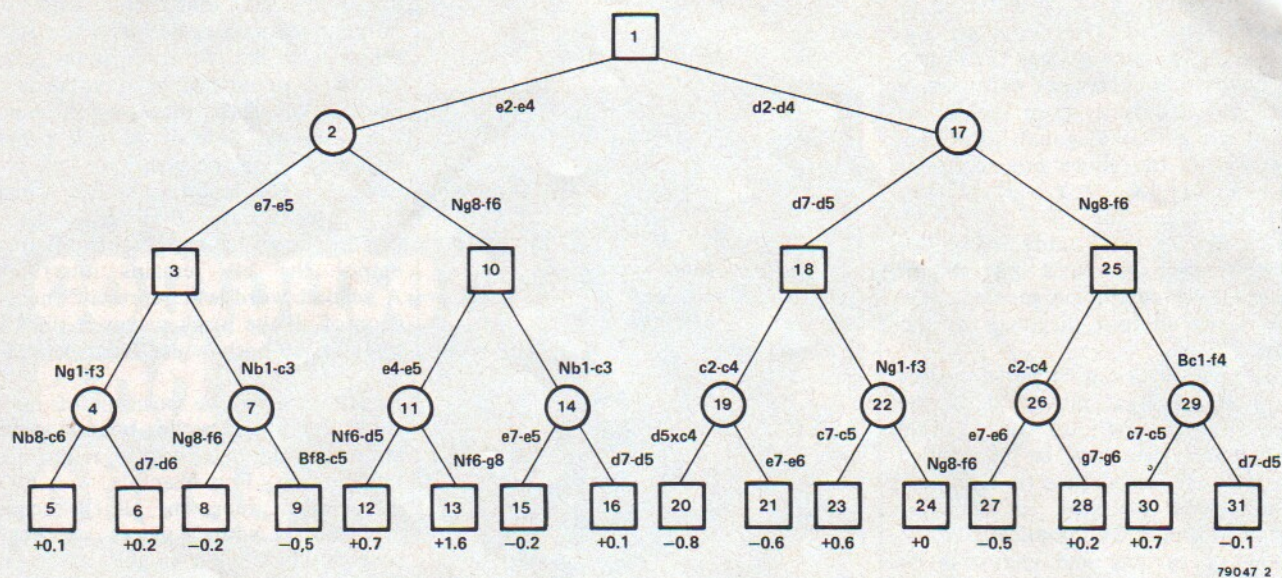 1
e2-e4 d2-d4
2 17
e7-e5 Ng8-f6 d7-d5 Ng8-f6
3 10 18 25
Ng1-f3 Nb1-c3 e4-e5 Nb1-c3 c2-c4 Ng1-f3 c2-c4 Bc1-f4
4 7 11 14 19 22 26 29
Nb8-c6 d7-d6 Ng8-f6 Bf8-c5 Nf6-d5 Nf6-g8 e7-e5 d7-d5 d5xc4 e7-e6 c7-c5 Ng8-f6 e7-e6 g7-g6 c7-c5 d7-d5
5 6 8 9 12 13 15 16 20 21 23 24 27 28 30 31
+0.1 +0.2 −0.2 −0,5 +0.7 +1.6 −0.2 +0.1 −0.8 −0.6 +0.6 +0 −0.5 +0.2 +0.7 −0.1
79047 2